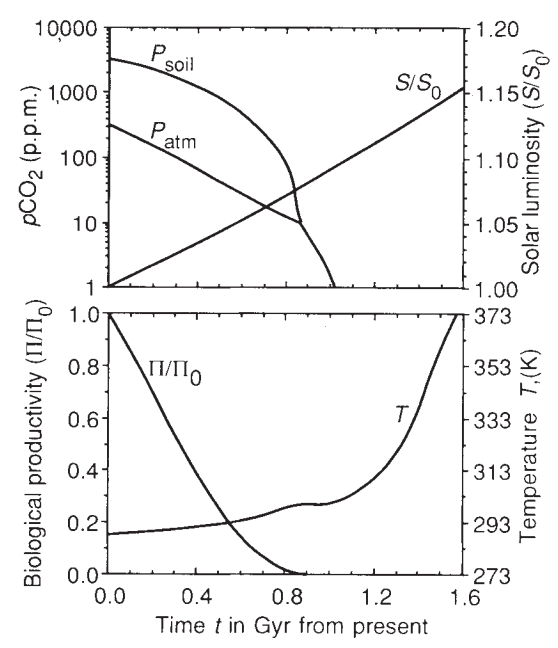 10,000
1,000
100
10
1
pCO2 (p.p.m.)
Psoil
Patm
S/S0
1.20
1.15
1.10
1.05
1.00
Solar luminosity (S/S0)
1.0
0.8
0.6
0.4
0.2
0.0
Biological productivity (Π/Π0)
Π/Π0
T
373
353
333
313
293
273
Temperature T,(K)
0.0 0.4 0.8 1.2 1.6
Time t in Gyr from present